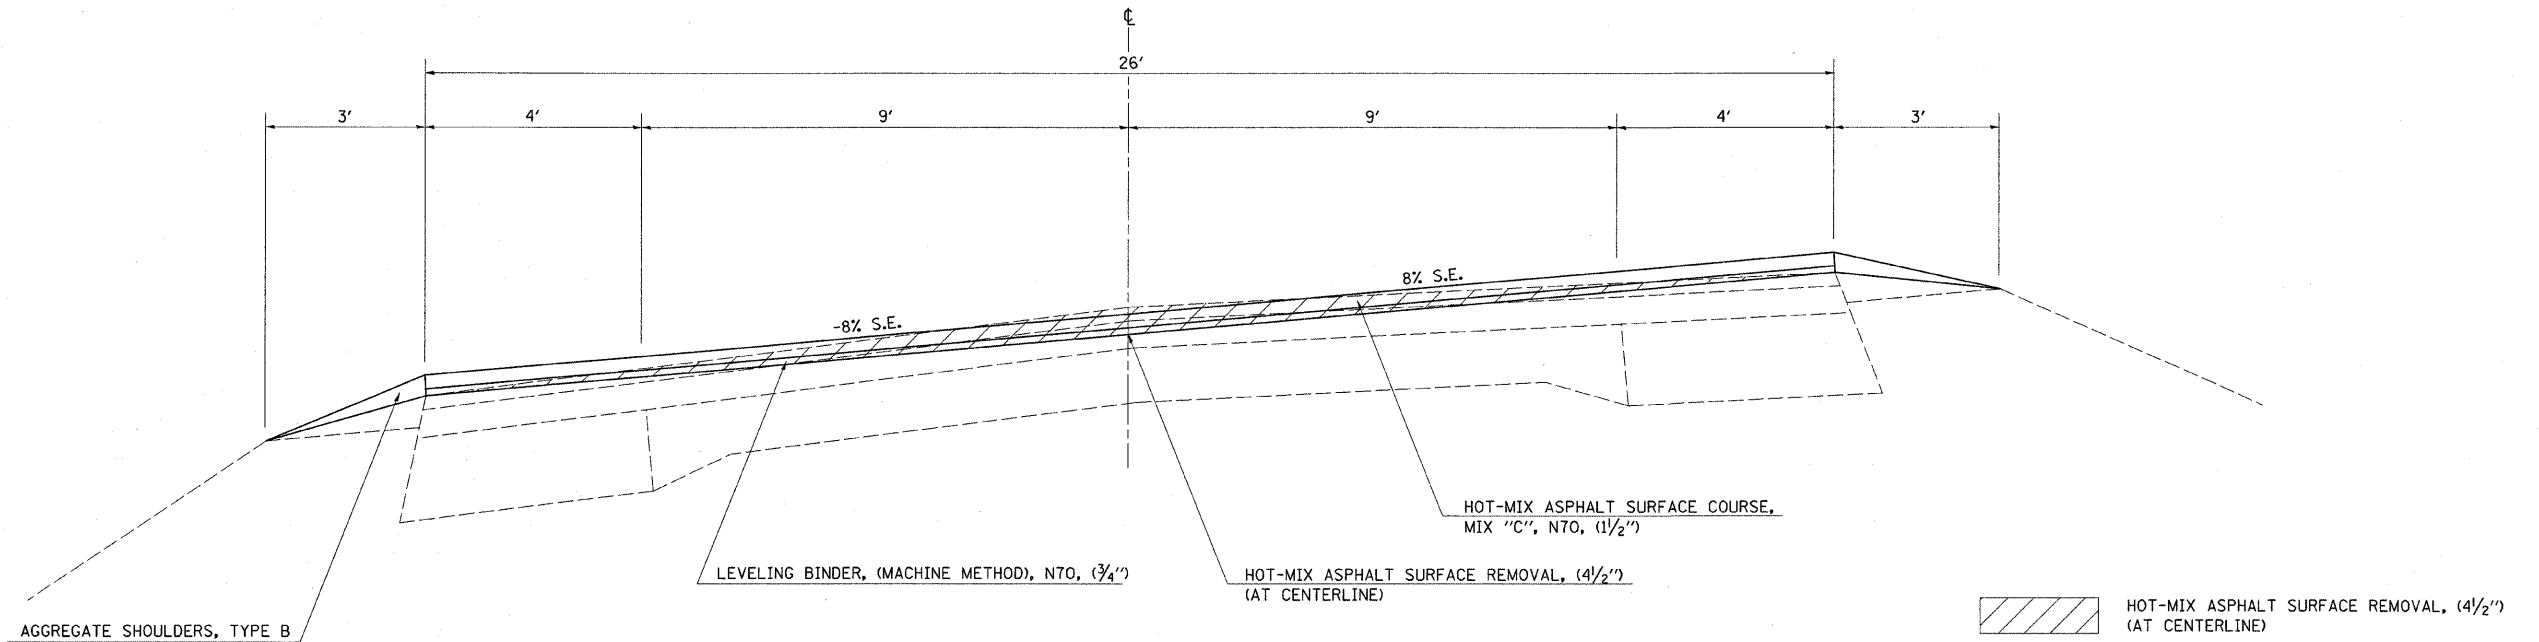 ℄
26'
3'
4'
9'
9'
4'
3'
8% S.E.
-8% S.E.
HOT-MIX ASPHALT SURFACE COURSE,
MIX "C", N70, (1½")
LEVELING BINDER, (MACHINE METHOD), N70, (¾")
HOT-MIX ASPHALT SURFACE REMOVAL, (4½")
(AT CENTERLINE)
AGGREGATE SHOULDERS, TYPE B
HOT-MIX ASPHALT SURFACE REMOVAL, (4½")
(AT CENTERLINE)